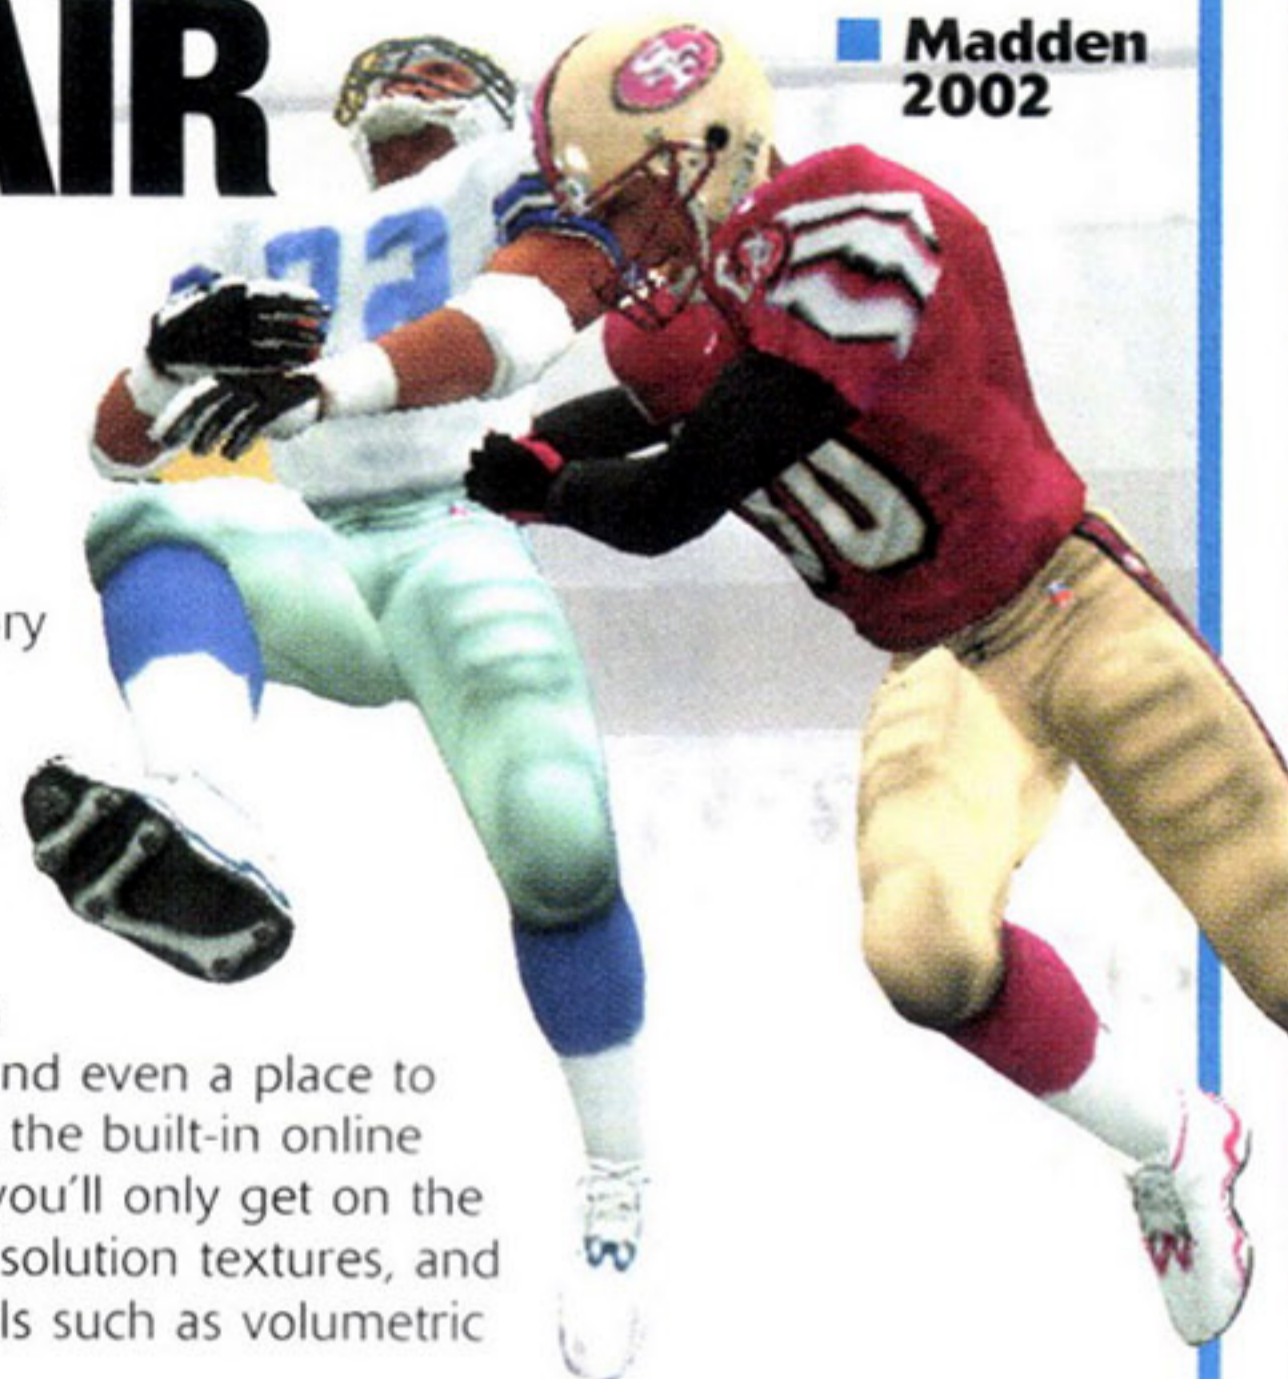 AIR
Madden
2002
ry
nd even a place to
the built-in online
you'll only get on the
solution textures, and
ls such as volumetric